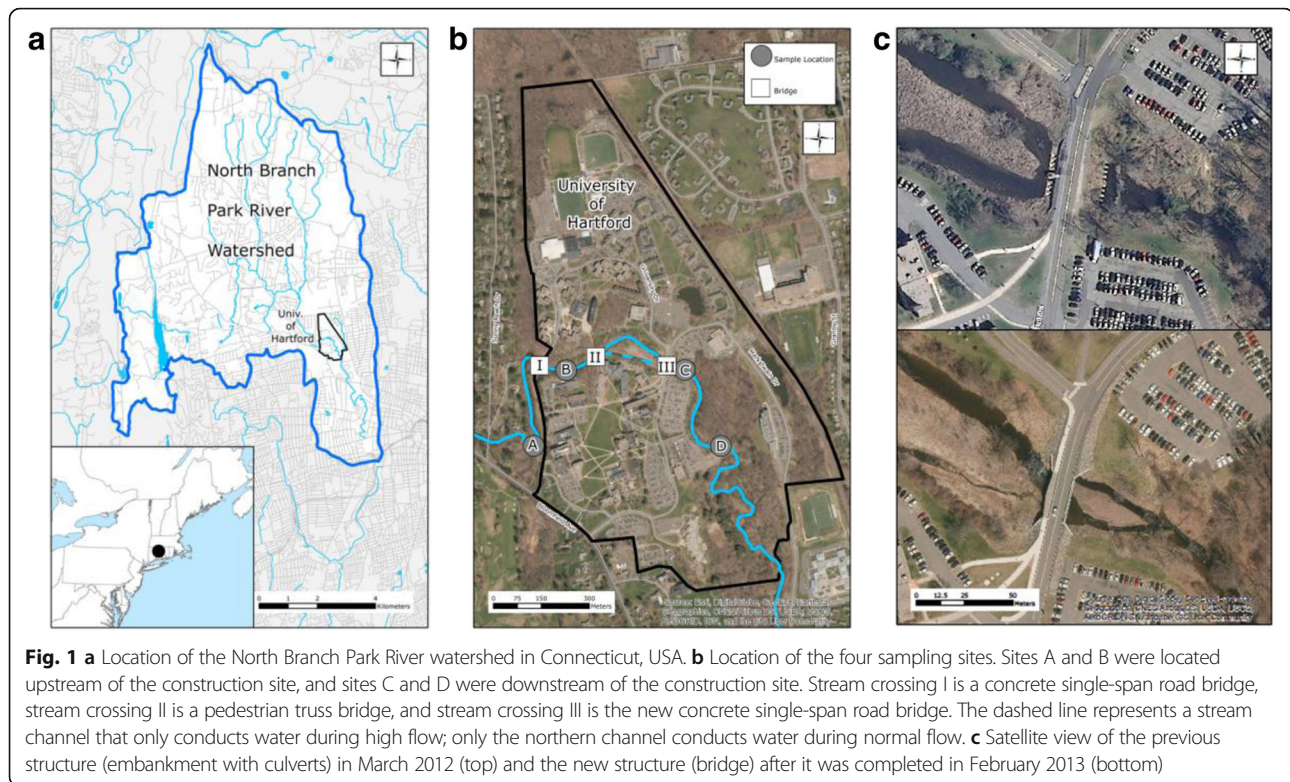 a
North Branch
Park River
Watershed
Univ.
of
Hartford
0 1 2 4
Kilometers
b
Sample Location
Bridge
University
of Hartford
I
B
II
III
C
A
D
0 75 150 300
Meters
c
0 12.5 25 50
Meters
Fig. 1 a Location of the North Branch Park River watershed in Connecticut, USA. b Location of the four sampling sites. Sites A and B were located
upstream of the construction site, and sites C and D were downstream of the construction site. Stream crossing I is a concrete single-span road bridge,
stream crossing II is a pedestrian truss bridge, and stream crossing III is the new concrete single-span road bridge. The dashed line represents a stream
channel that only conducts water during high flow; only the northern channel conducts water during normal flow. c Satellite view of the previous
structure (embankment with culverts) in March 2012 (top) and the new structure (bridge) after it was completed in February 2013 (bottom)